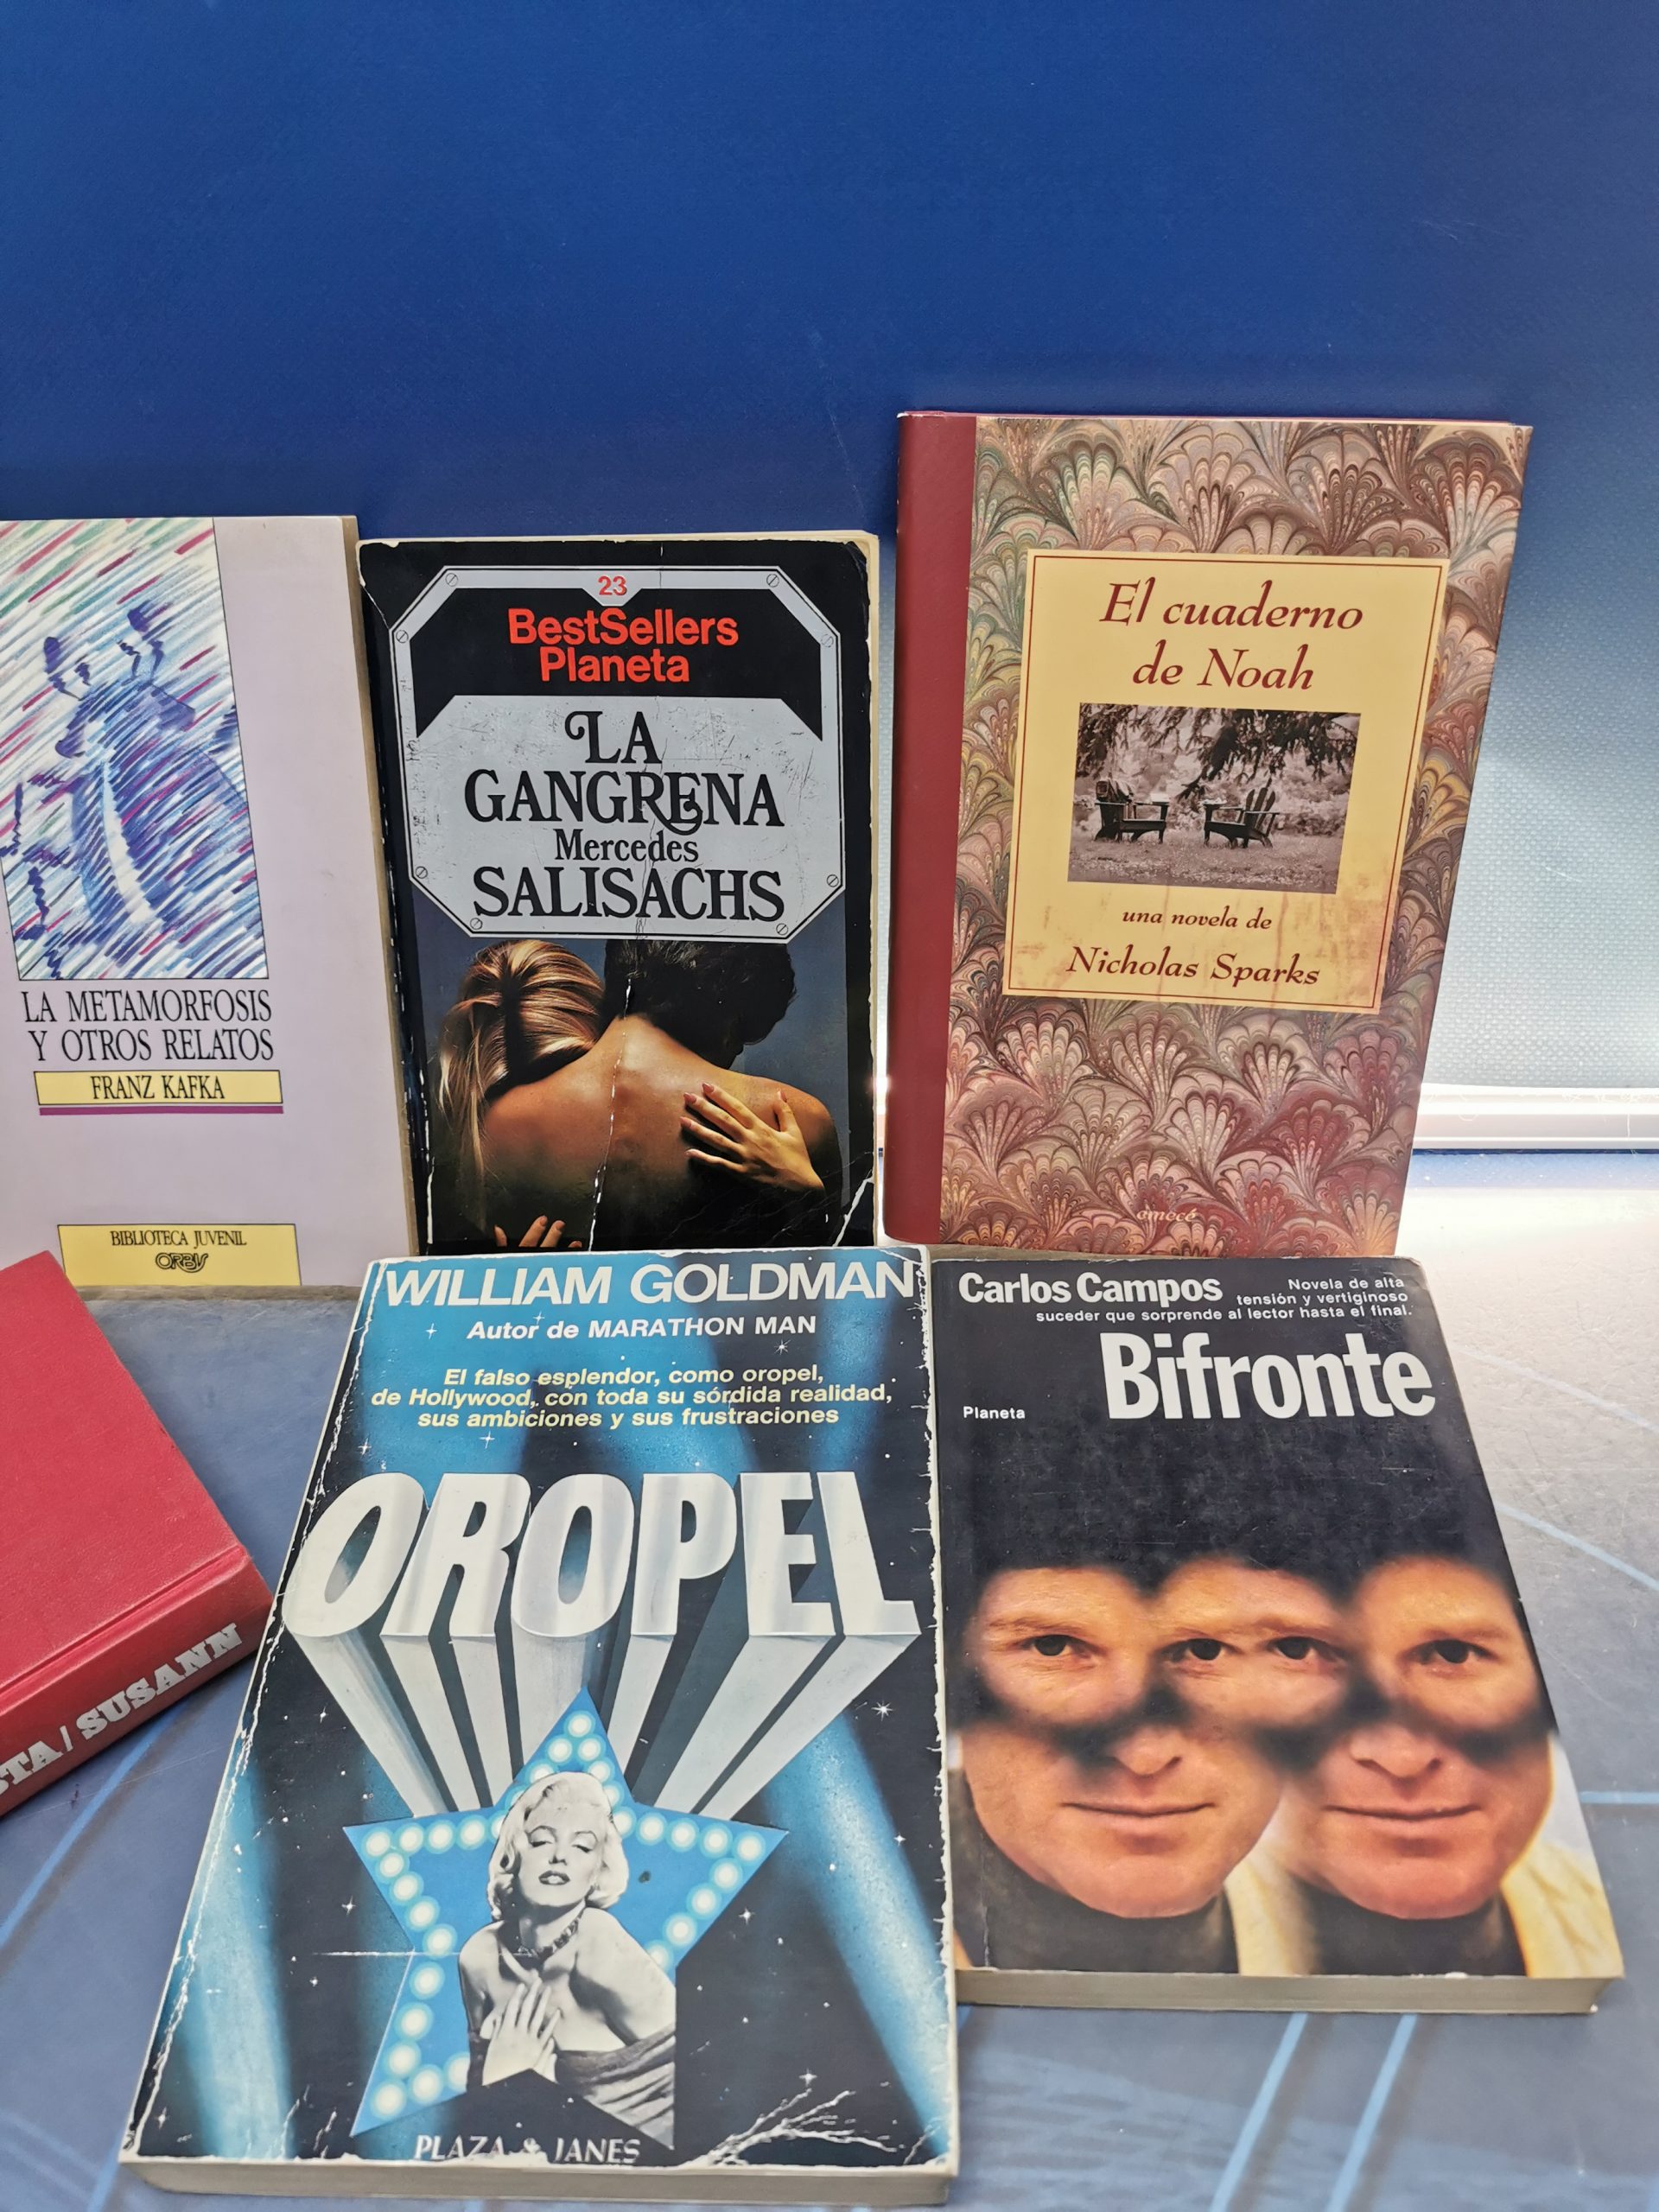 LA METAMORFOSIS
Y OTROS RELATOS
FRANZ KAFKA
BIBLIOTECA JUVENIL
ORBIS
23
BestSellers
Planeta
LA
GANGRENA
Mercedes
SALISACHS
El cuaderno
de Noah
una novela de
Nicholas Sparks
emecé
STA / SUSANN
WILLIAM GOLDMAN
Autor de MARATHON MAN
El falso esplendor, como oropel,
de Hollywood, con toda su sórdida realidad,
sus ambiciones y sus frustraciones
OROPEL
PLAZA & JANES
Carlos Campos
Novela de alta
tensión y vertiginoso
suceder que sorprende al lector hasta el final.
Bifronte
Planeta